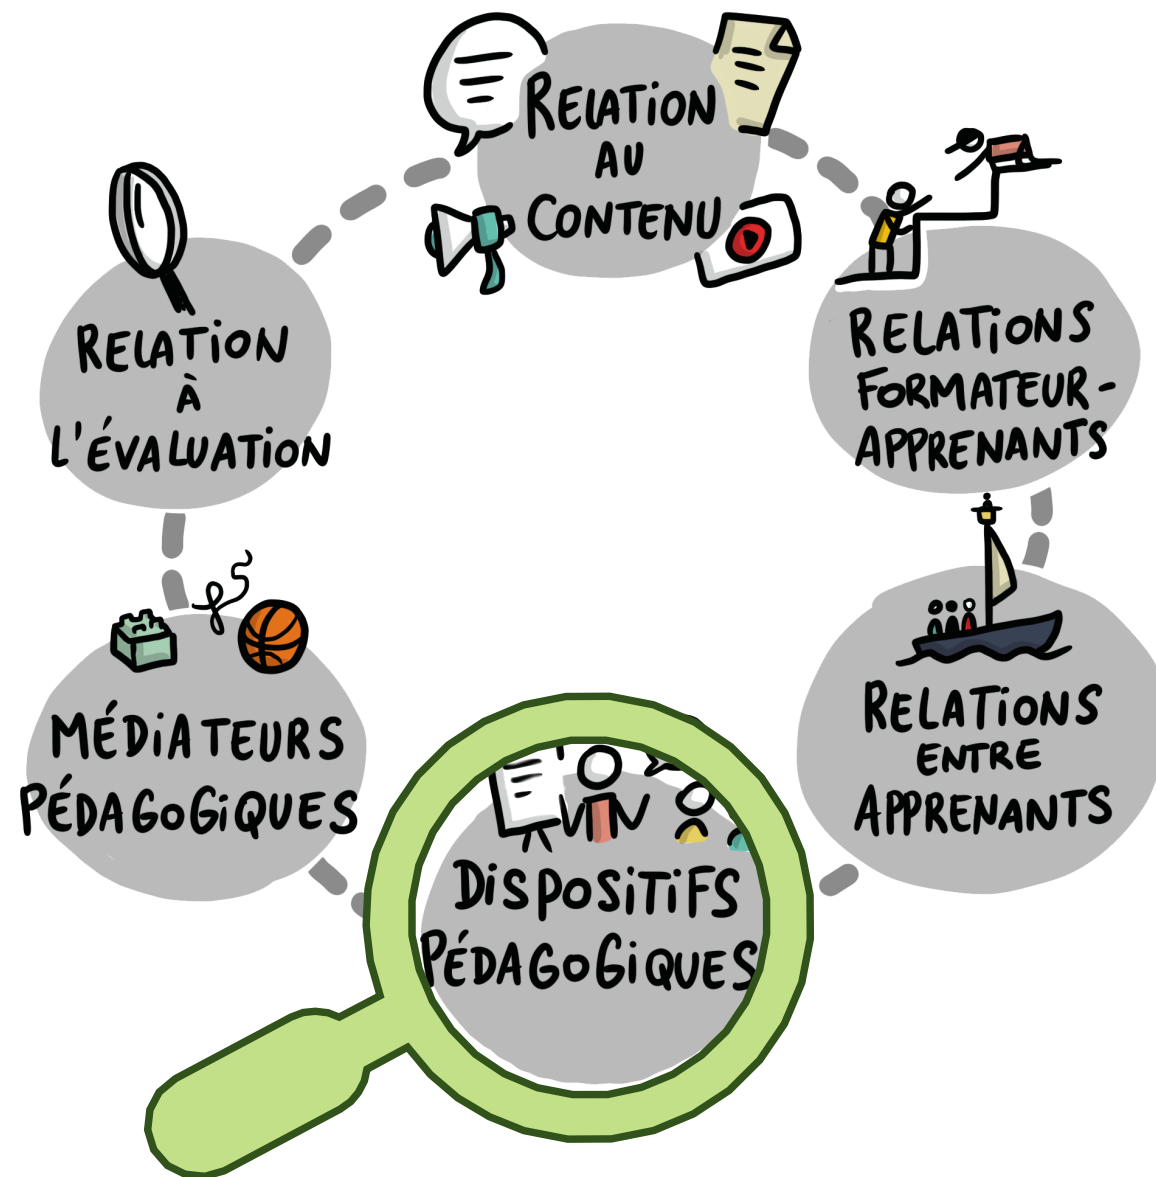 RELATION
AU
CONTENU
RELATIONS
FORMATEUR-
APPRENANTS
RELATIONS
ENTRE
APPRENANTS
DISPOSITIFS
PÉDAGOGIQUES
MÉDIATEURS
PÉDAGOGIQUES
RELATION
À
L'ÉVALUATION